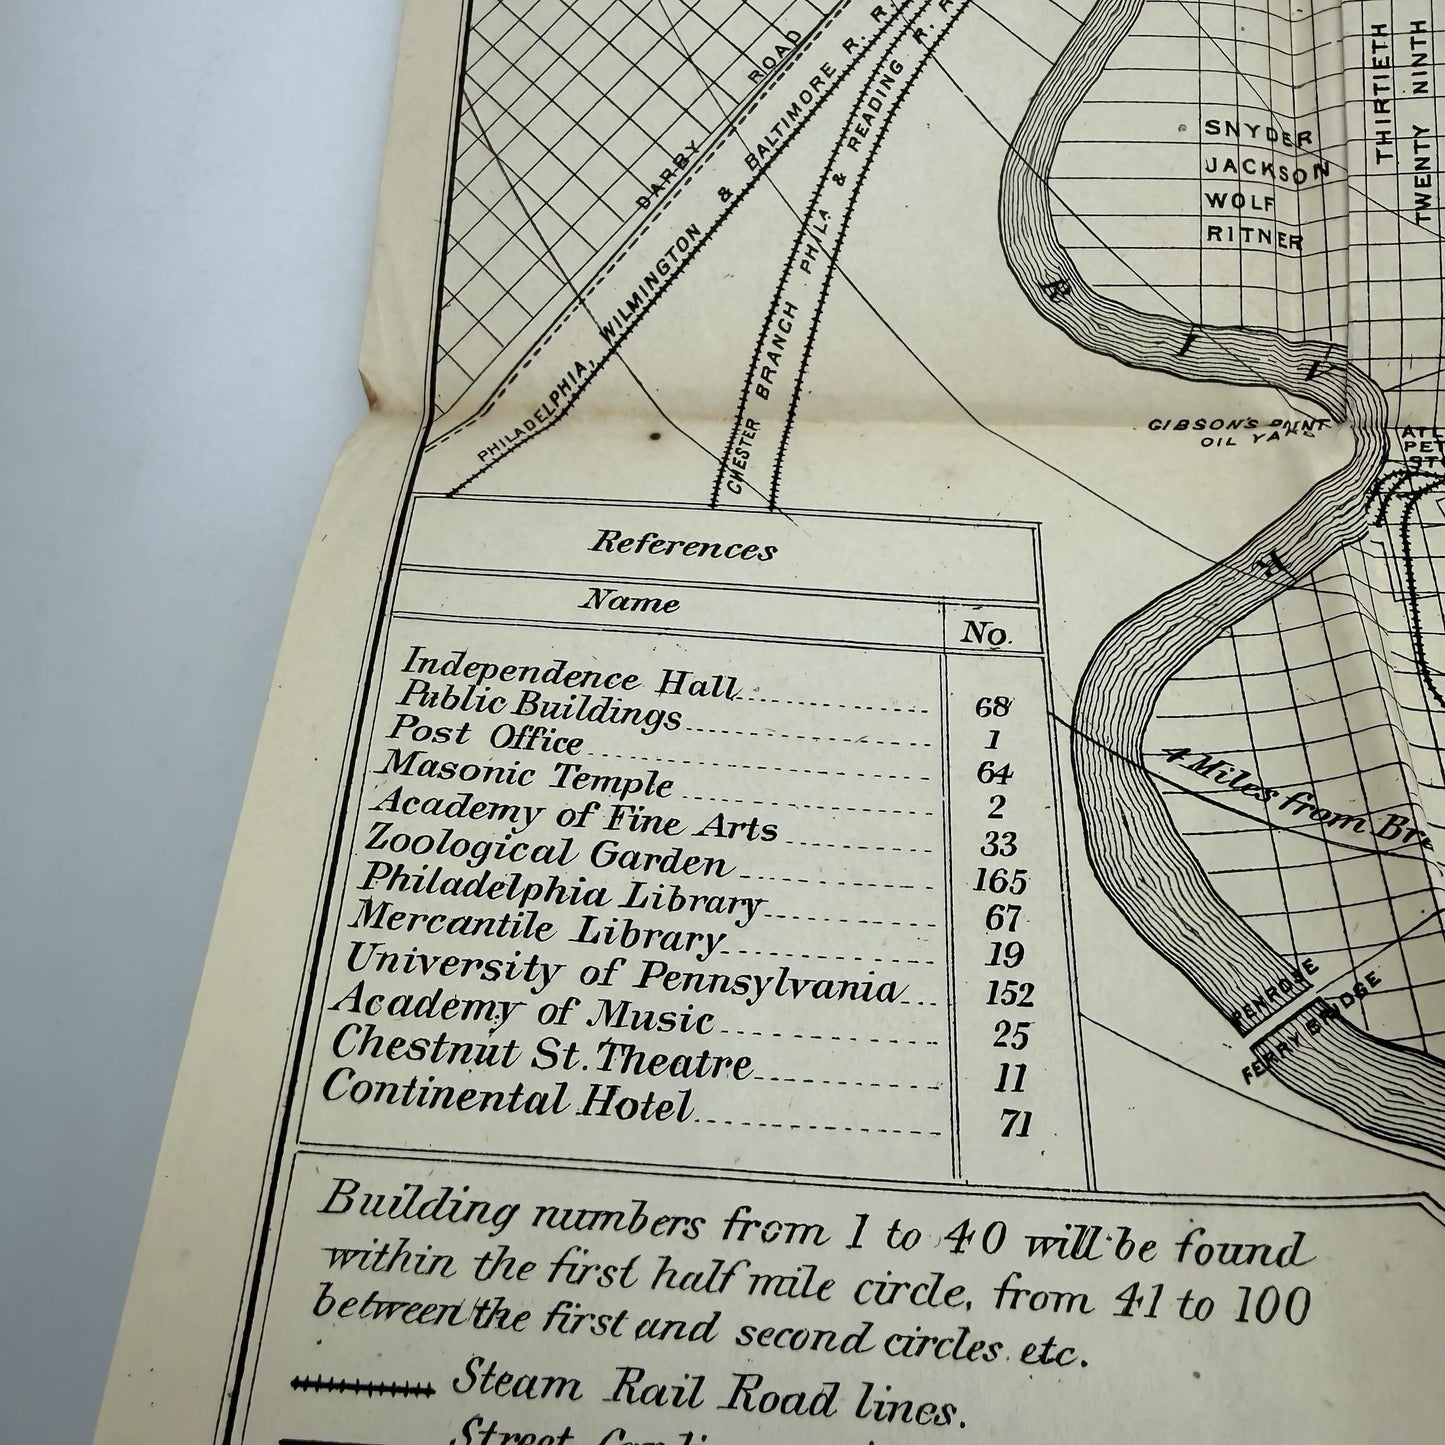 DARBY ROAD
PHILADELPHIA, WILMINGTON & BALTIMORE R. R.
CHESTER BRANCH PHILA & READING R. R.
SNYDER
JACKSON
WOLF
RITNER
THIRTIETH
TWENTY NINTH
R I V R
GIBSON'S POINT
OIL YARD
ATL
PET
ST
References
Name No.
Independence Hall 68
Public Buildings 1
Post Office 64
Masonic Temple 2
Academy of Fine Arts 33
Zoological Garden 165
Philadelphia Library 67
Mercantile Library 19
University of Pennsylvania 152
Academy of Music 25
Chestnut St. Theatre 11
Continental Hotel 71
4 Miles from Bro
PENROSE
FERRY BRIDGE
Building numbers from 1 to 40 will be found
within the first half mile circle, from 41 to 100
between the first and second circles etc.
Steam Rail Road lines.
Street